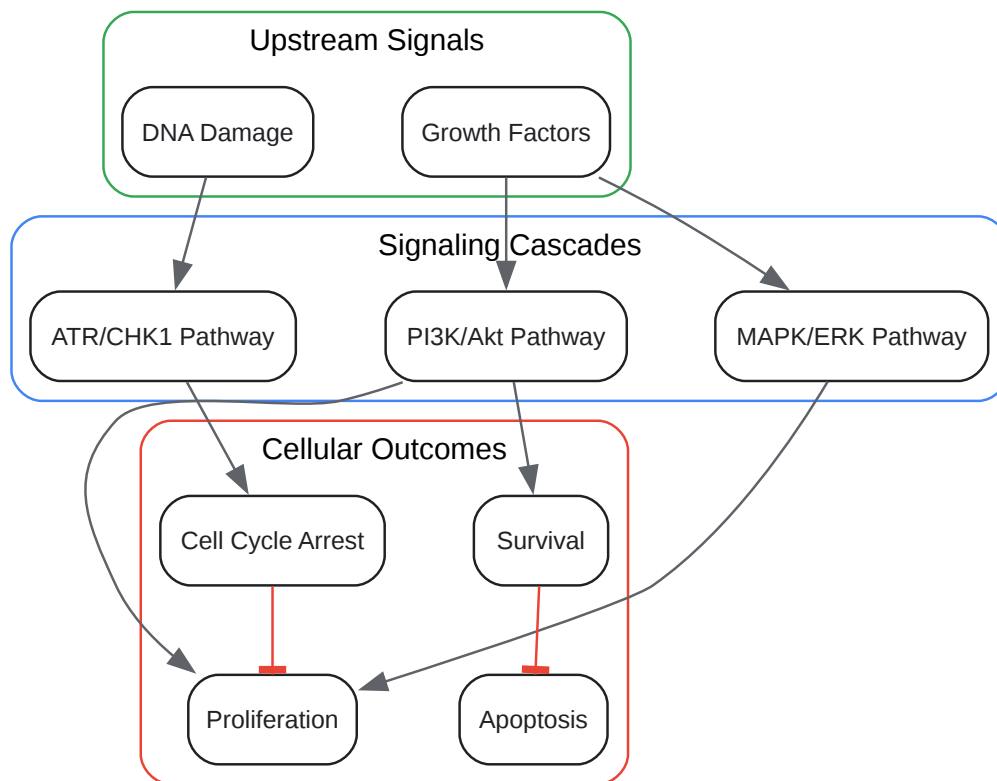 Upstream Signals
DNA Damage
Growth Factors
Signaling Cascades
ATR/CHK1 Pathway
PI3K/Akt Pathway
MAPK/ERK Pathway
Cellular Outcomes
Cell Cycle Arrest
Survival
Proliferation
Apoptosis